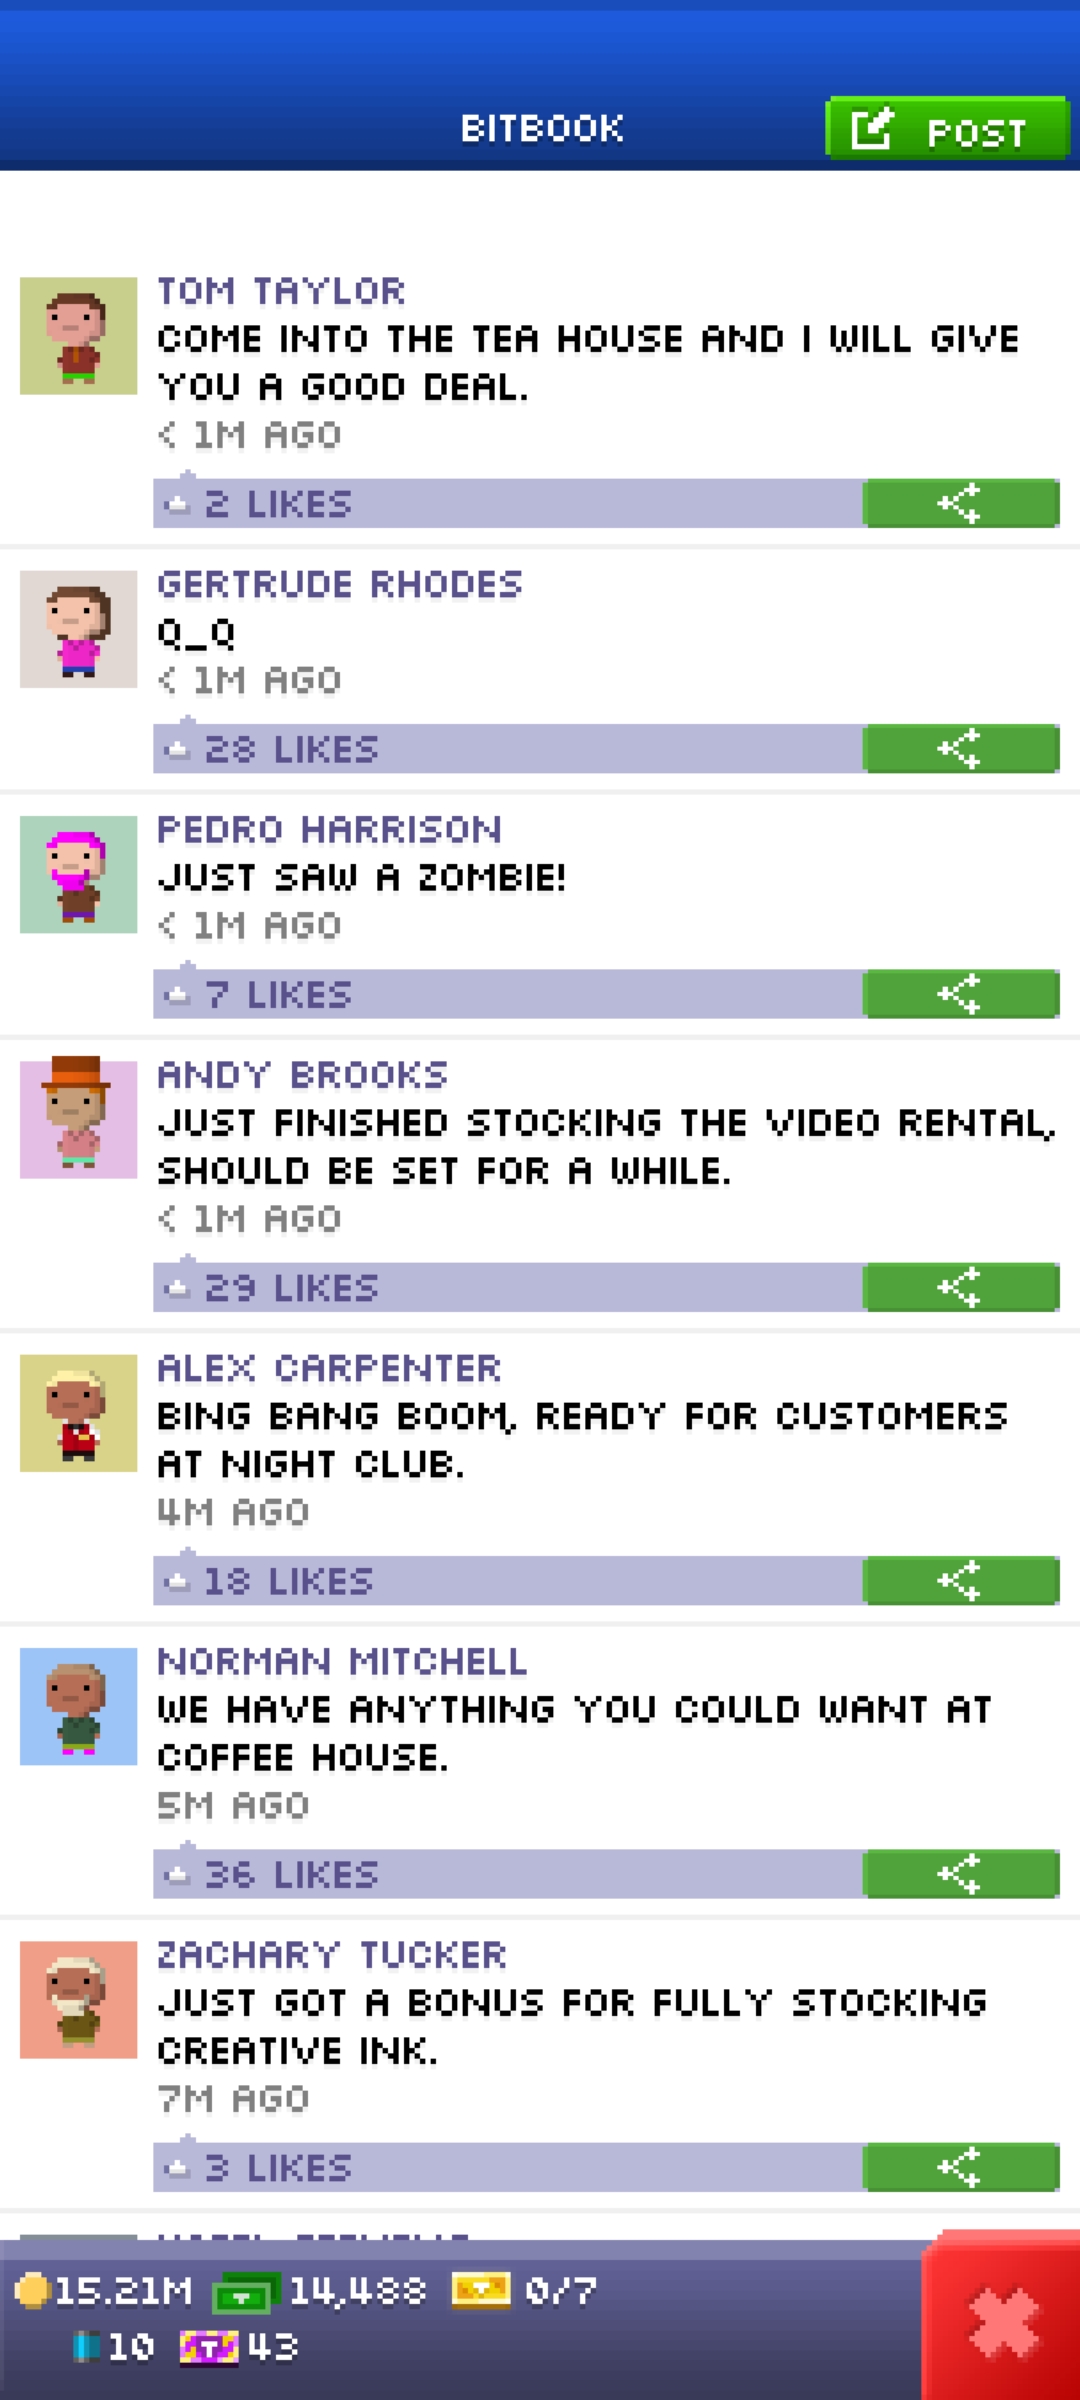 BITBOOK
POST
TOM TAYLOR
COME INTO THE TEA HOUSE AND I WILL GIVE
YOU A GOOD DEAL.
< 1M AGO
2 LIKES
GERTRUDE RHODES
Q_Q
< 1M AGO
28 LIKES
PEDRO HARRISON
JUST SAW A ZOMBIE!
< 1M AGO
7 LIKES
ANDY BROOKS
JUST FINISHED STOCKING THE VIDEO RENTAL,
SHOULD BE SET FOR A WHILE.
< 1M AGO
29 LIKES
ALEX CARPENTER
BING BANG BOOM, READY FOR CUSTOMERS
AT NIGHT CLUB.
4M AGO
18 LIKES
NORMAN MITCHELL
WE HAVE ANYTHING YOU COULD WANT AT
COFFEE HOUSE.
5M AGO
36 LIKES
ZACHARY TUCKER
JUST GOT A BONUS FOR FULLY STOCKING
CREATIVE INK.
7M AGO
3 LIKES
15.21M 14,488 0/7
10 43